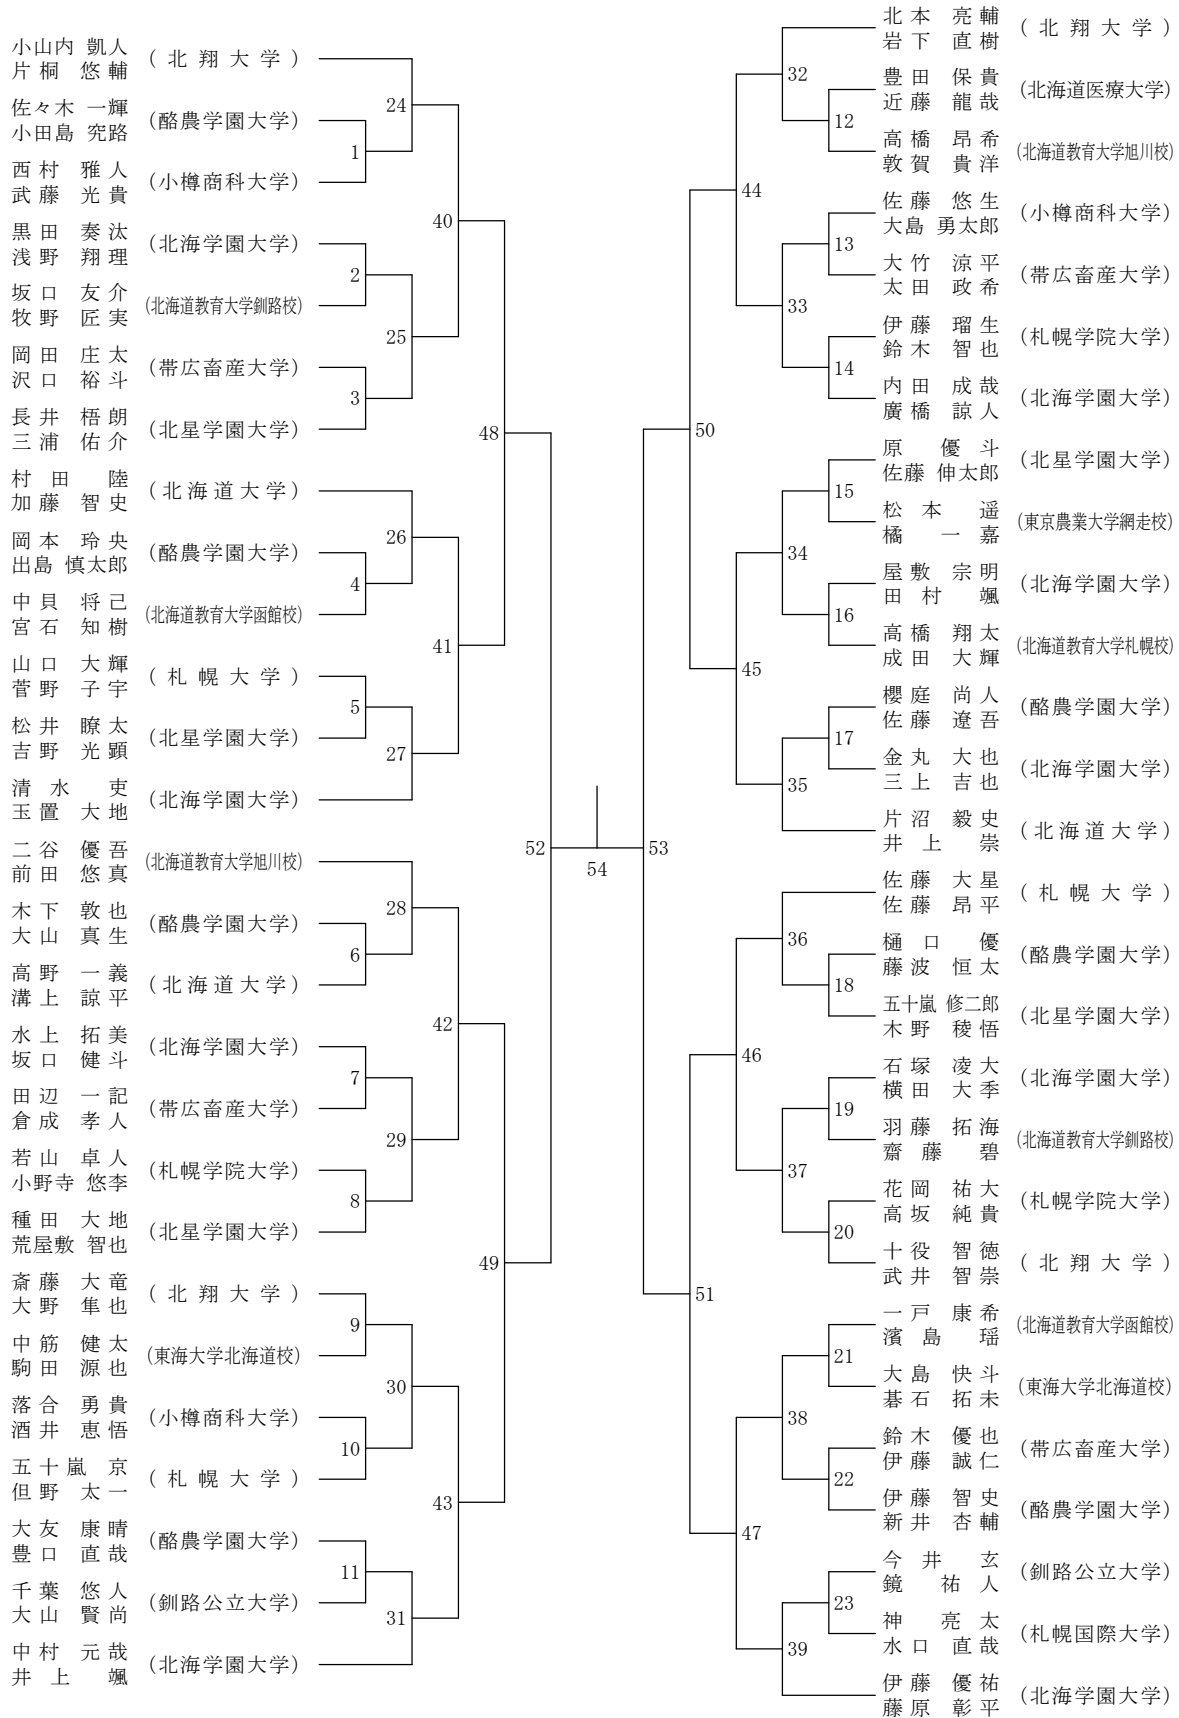 小山内 凱人
片桐 悠輔
(北翔大学)
24
佐々木 一輝
小田島 究路
(酪農学園大学)
1
西村 雅人
武藤 光貴
(小樽商科大学)
40
黒田 奏汰
浅野 翔理
(北海学園大学)
2
坂口 友介
牧野 匠実
(北海道教育大学釧路校)
25
岡田 庄太
沢口 裕斗
(帯広畜産大学)
3
長井 梧朗
三浦 佑介
(北星学園大学)
48
村田 陸
加藤 智史
(北海道大学)
26
岡本 玲央
出島 慎太郎
(酪農学園大学)
4
中貝 将己
宮石 知樹
(北海道教育大学函館校)
41
山口 大輝
菅野 子宇
(札幌大学)
5
松井 瞭太
吉野 光顕
(北星学園大学)
27
清水 吏
玉置 大地
(北海学園大学)
52
二谷 優吾
前田 悠真
(北海道教育大学旭川校)
28
木下 敦也
大山 真生
(酪農学園大学)
6
高野 一義
溝上 諒平
(北海道大学)
42
水上 拓美
坂口 健斗
(北海学園大学)
7
田辺 一記
倉成 孝人
(帯広畜産大学)
29
若山 卓人
小野寺 悠李
(札幌学院大学)
8
種田 大地
荒屋敷 智也
(北星学園大学)
49
斎藤 大竜
大野 隼也
(北翔大学)
9
中筋 健太
駒田 源也
(東海大学北海道校)
30
落合 勇貴
酒井 恵悟
(小樽商科大学)
10
五十嵐 京
但野 太一
(札幌大学)
43
大友 康晴
豊口 直哉
(酪農学園大学)
11
千葉 悠人
大山 賢尚
(釧路公立大学)
31
中村 元哉
井上 颯
(北海学園大学)
54
北本 亮輔
岩下 直樹
(北翔大学)
32
豊田 保貴
近藤 龍哉
(北海道医療大学)
12
高橋 昂希
敦賀 貴洋
(北海道教育大学旭川校)
44
佐藤 悠生
大島 勇太郎
(小樽商科大学)
13
大竹 涼平
太田 政希
(帯広畜産大学)
33
伊藤 瑠生
鈴木 智也
(札幌学院大学)
14
内田 成哉
廣橋 諒人
(北海学園大学)
50
原 優斗
佐藤 伸太郎
(北星学園大学)
15
松本 遥
橘 一嘉
(東京農業大学網走校)
34
屋敷 宗明
田村 颯
(北海学園大学)
16
高橋 翔太
成田 大輝
(北海道教育大学札幌校)
45
櫻庭 尚人
佐藤 遼吾
(酪農学園大学)
17
金丸 大也
三上 吉也
(北海学園大学)
35
片沼 毅史
井上 崇
(北海道大学)
53
佐藤 大星
佐藤 昂平
(札幌大学)
36
樋口 優
藤波 恒太
(酪農学園大学)
18
五十嵐 修二郎
木野 稜悟
(北星学園大学)
46
石塚 凌大
横田 大季
(北海学園大学)
19
羽藤 拓海
齋藤 碧
(北海道教育大学釧路校)
37
花岡 祐大
高坂 純貴
(札幌学院大学)
20
十役 智徳
武井 智崇
(北翔大学)
51
一戸 康希
濱島 瑶
(北海道教育大学函館校)
21
大島 快斗
碁石 拓未
(東海大学北海道校)
38
鈴木 優也
伊藤 誠仁
(帯広畜産大学)
22
伊藤 智史
新井 杏輔
(酪農学園大学)
47
今井 玄
鏡 祐人
(釧路公立大学)
23
神 亮太
水口 直哉
(札幌国際大学)
39
伊藤 優祐
藤原 彰平
(北海学園大学)